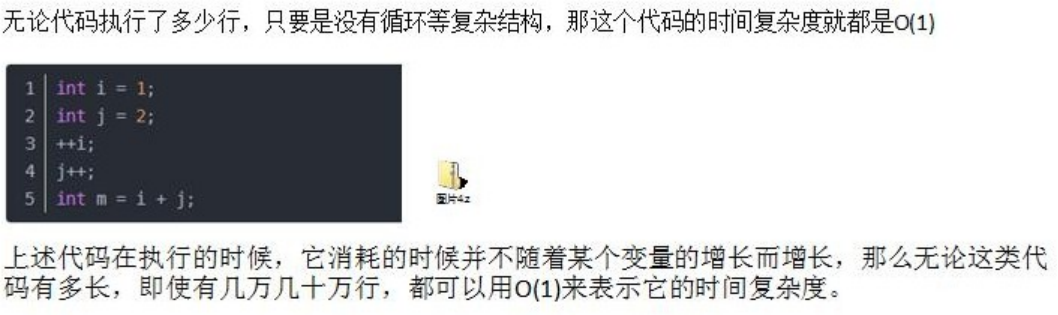 无论代码执行了多少行，只要是没有循环等复杂结构，那这个代码的时间复杂度就都是O(1)
1 int i = 1;
2 int j = 2;
3 ++i;
4 j++;
5 int m = i + j;
图片4.z
上述代码在执行的时候，它消耗的时候并不随着某个变量的增长而增长，那么无论这类代
码有多长，即使有几万几十万行，都可以用O(1)来表示它的时间复杂度。